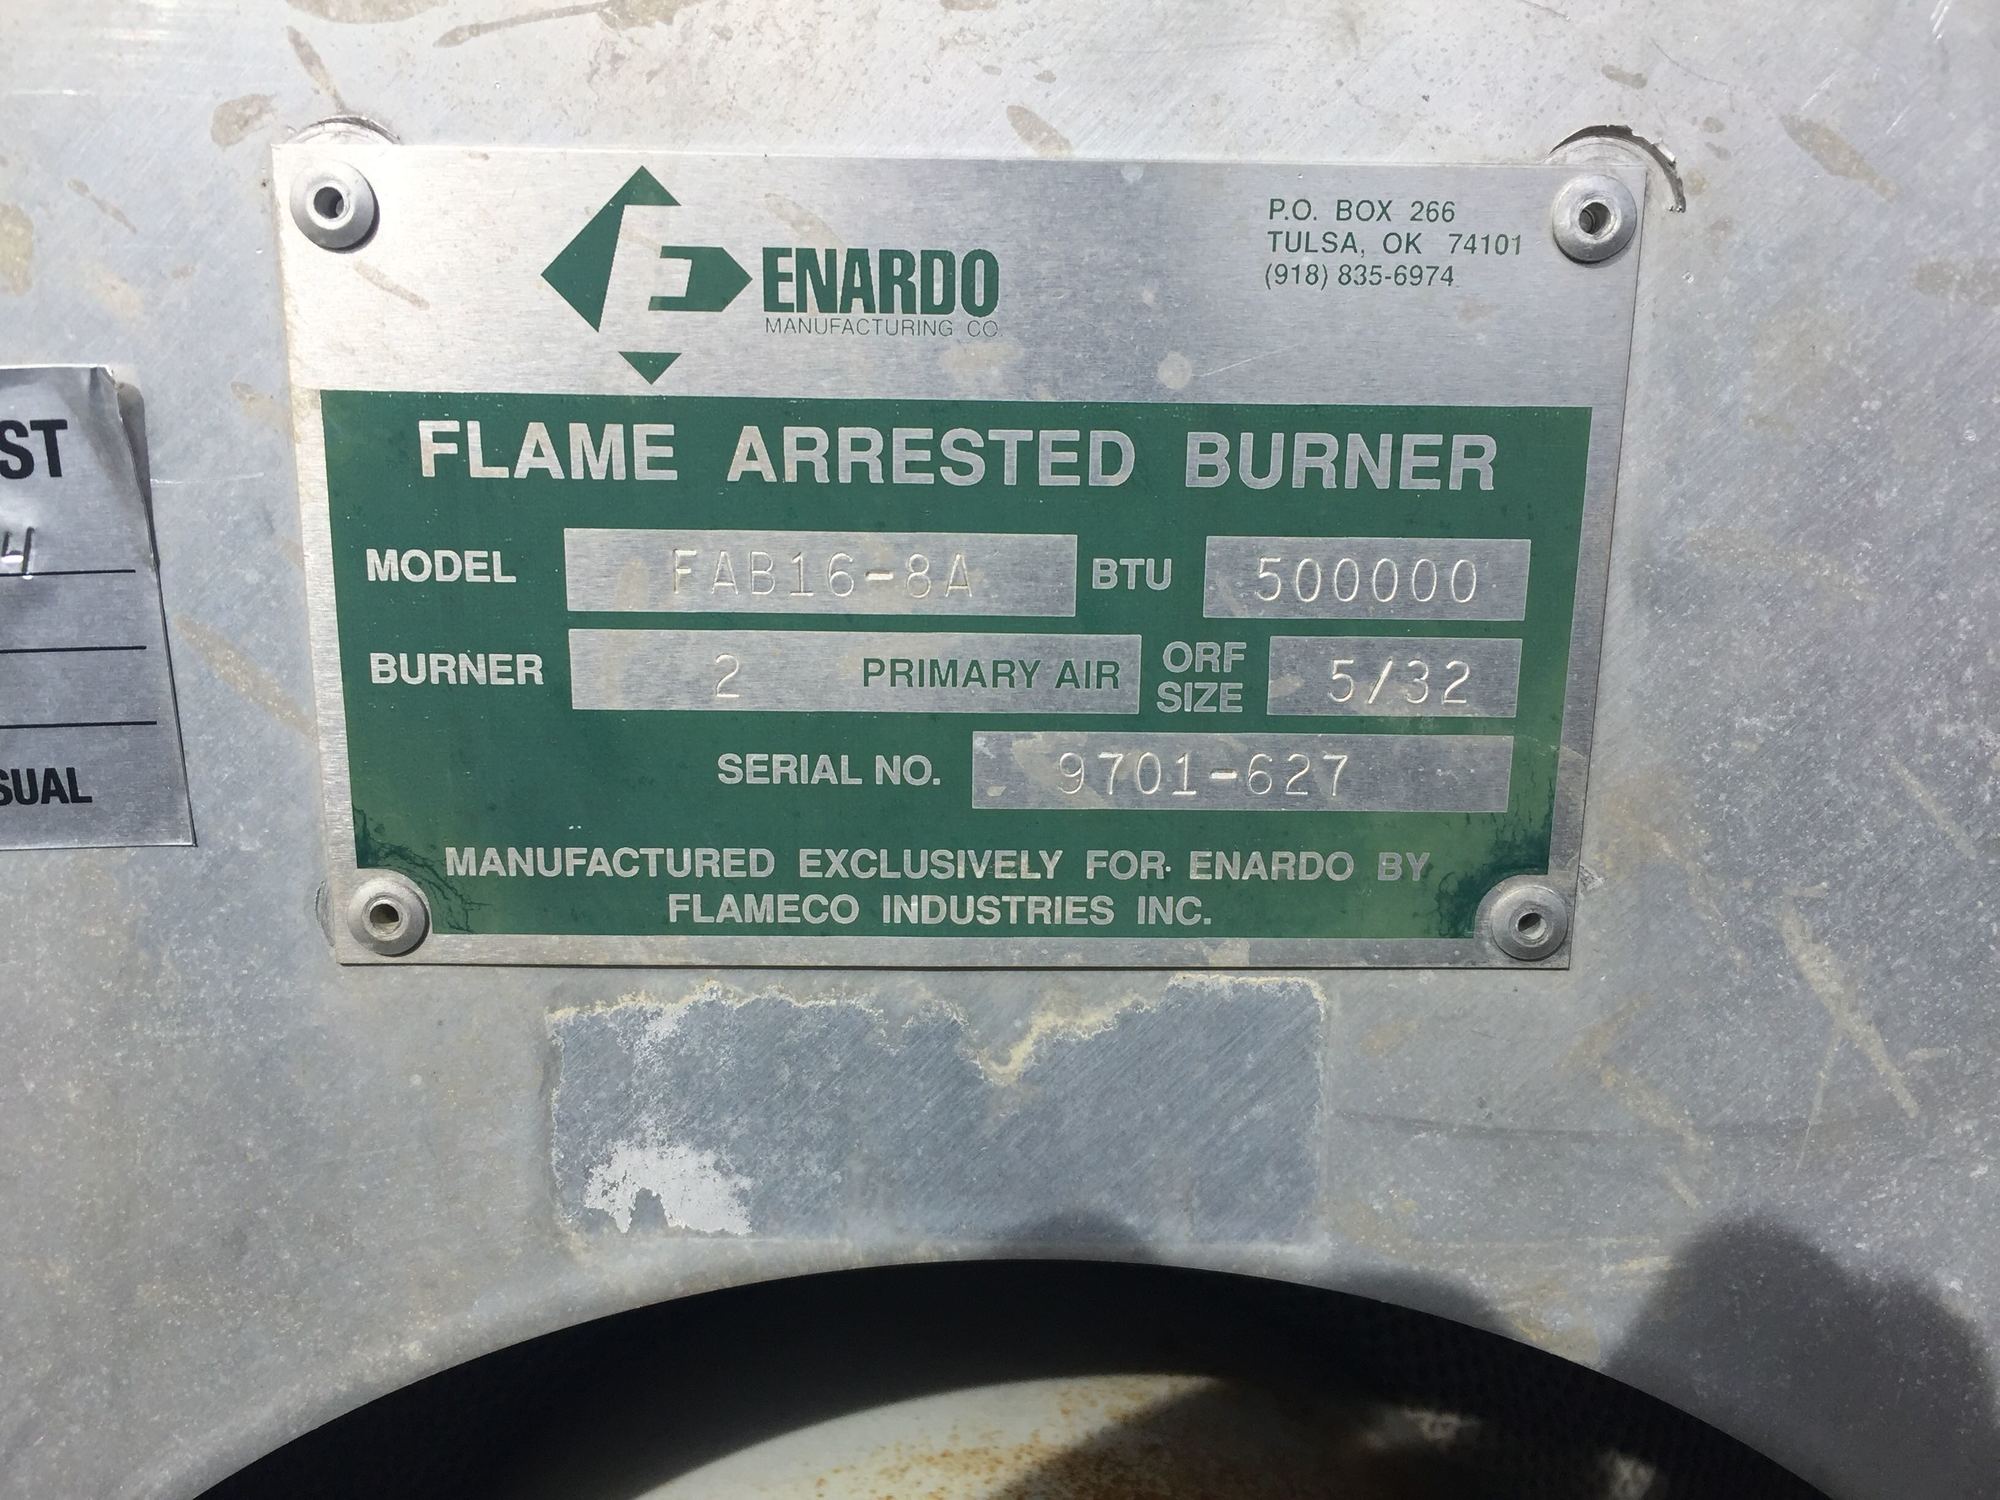 ENARDO
MANUFACTURING CO.
P.O. BOX 266
TULSA, OK 74101
(918) 835-6974
FLAME ARRESTED BURNER
MODEL FAB16-8A BTU 500000
BURNER 2 PRIMARY AIR ORF SIZE 5/32
SERIAL NO. 9701-627
MANUFACTURED EXCLUSIVELY FOR ENARDO BY
FLAMECO INDUSTRIES INC.
ST
4
SUAL